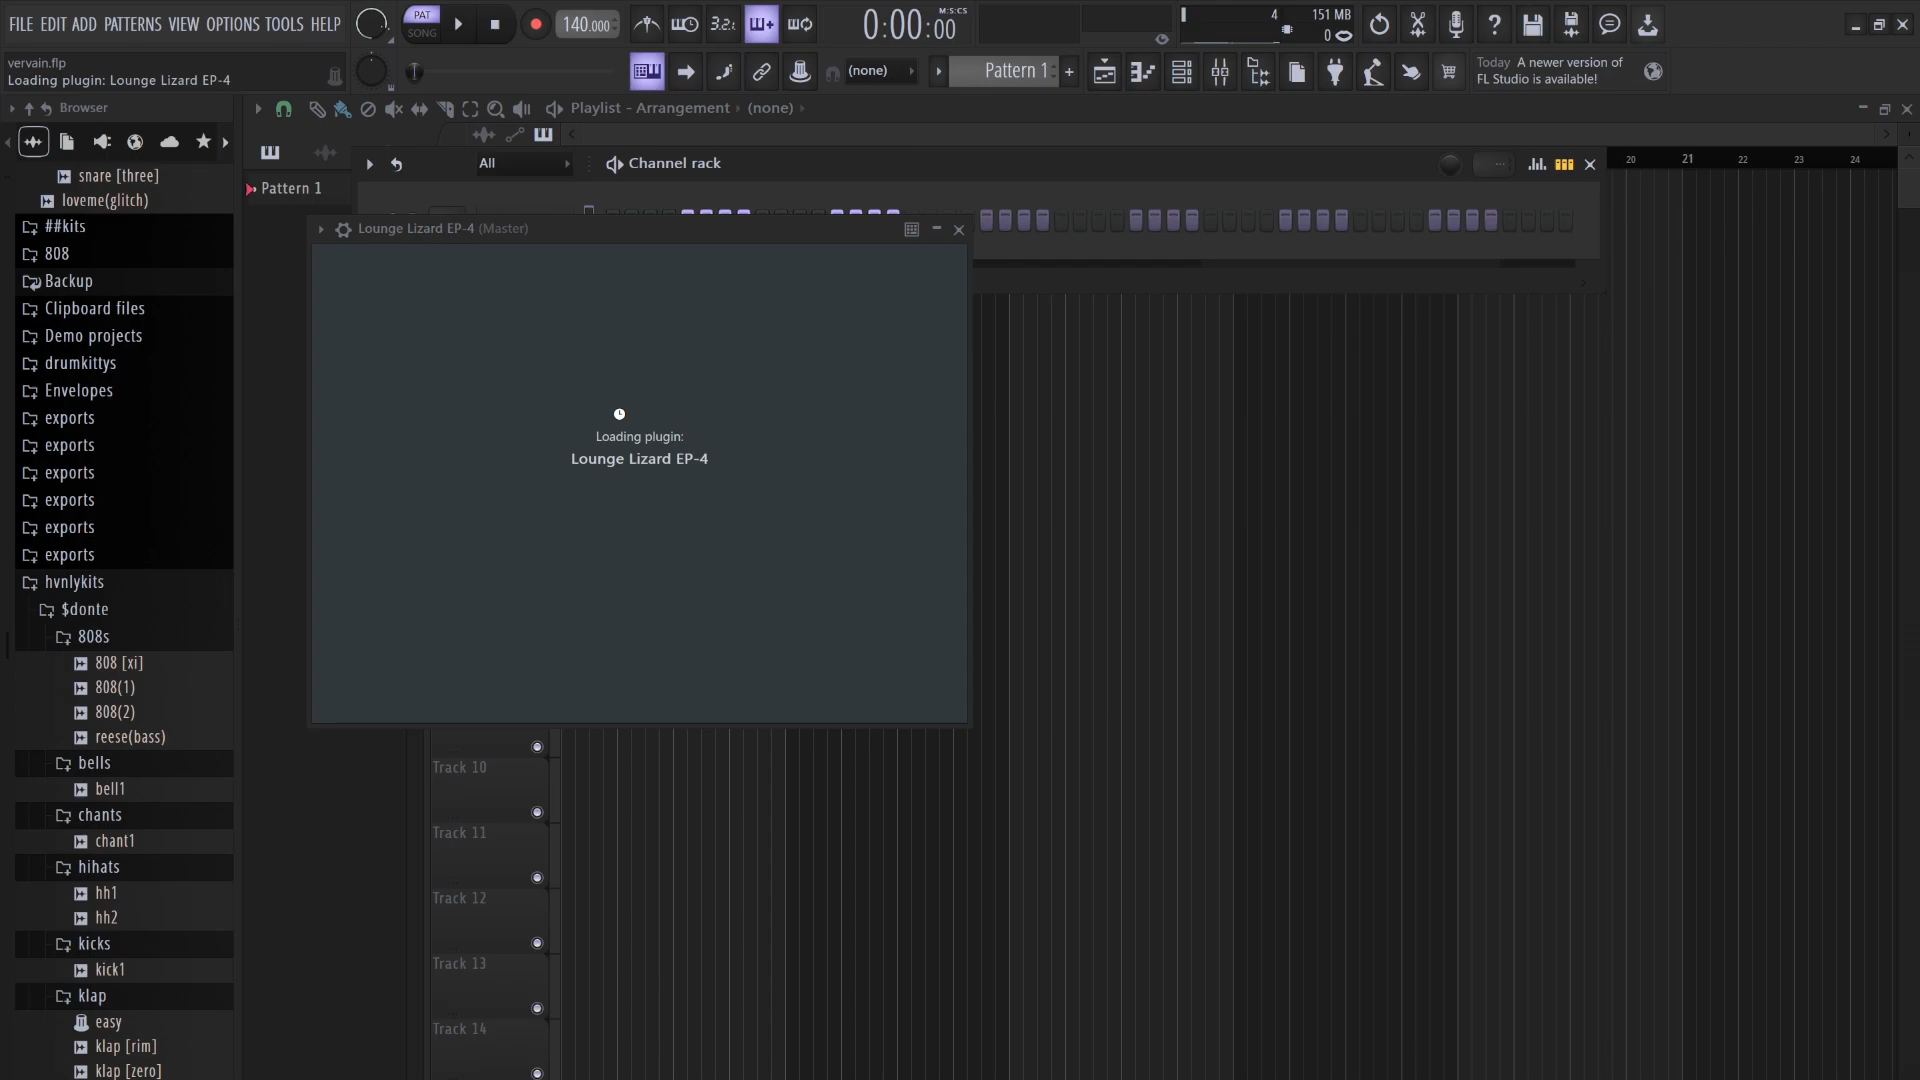 FILE EDIT ADD PATTERNS VIEW OPTIONS TOOLS HELP
PAT
SONG
140.000
3.2.
0:00:00
M:S:CS
4
151 MB
0
vervain.flp
Loading plugin: Lounge Lizard EP-4
(none)
Pattern 1
Today A newer version of
FL Studio is available!
Browser
Playlist - Arrangement
(none)
All
Channel rack
20 21 22 23 24
Pattern 1
snare [three]
loveme(glitch)
##kits
808
Backup
Clipboard files
Demo projects
drumkittys
Envelopes
exports
exports
exports
exports
exports
exports
hvnlykits
$donte
808s
808 [xi]
808(1)
808(2)
reese(bass)
bells
bell1
chants
chant1
hihats
hh1
hh2
kicks
kick1
klap
easy
klap [rim]
klap [zero]
Lounge Lizard EP-4 (Master)
Loading plugin:
Lounge Lizard EP-4
Track 10
Track 11
Track 12
Track 13
Track 14